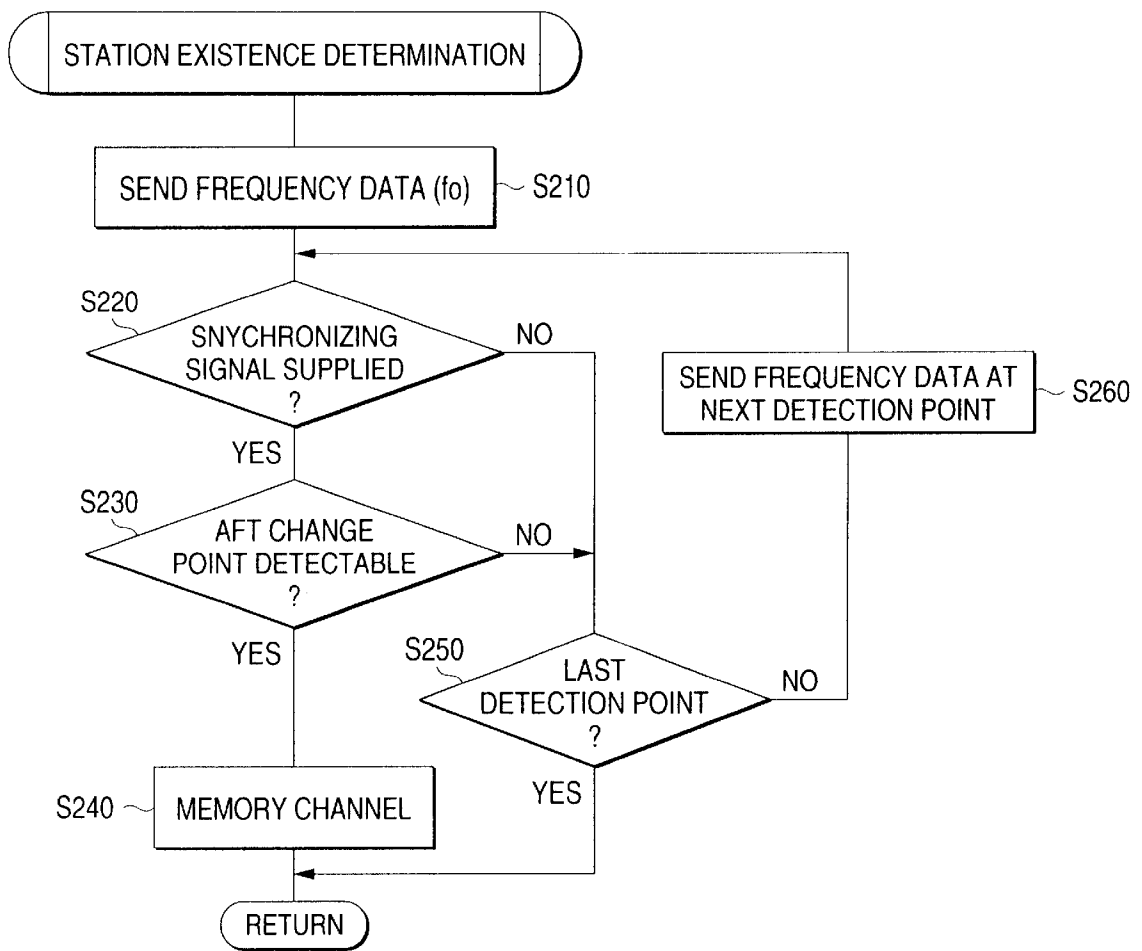 STATION EXISTENCE DETERMINATION
SEND FREQUENCY DATA (fo)
S210
S220
SNYCHRONIZING
SIGNAL SUPPLIED
?
NO
YES
SEND FREQUENCY DATA AT
NEXT DETECTION POINT
S260
S230
AFT CHANGE
POINT DETECTABLE
?
NO
YES
S250
LAST
DETECTION POINT
?
NO
YES
S240
MEMORY CHANNEL
RETURN